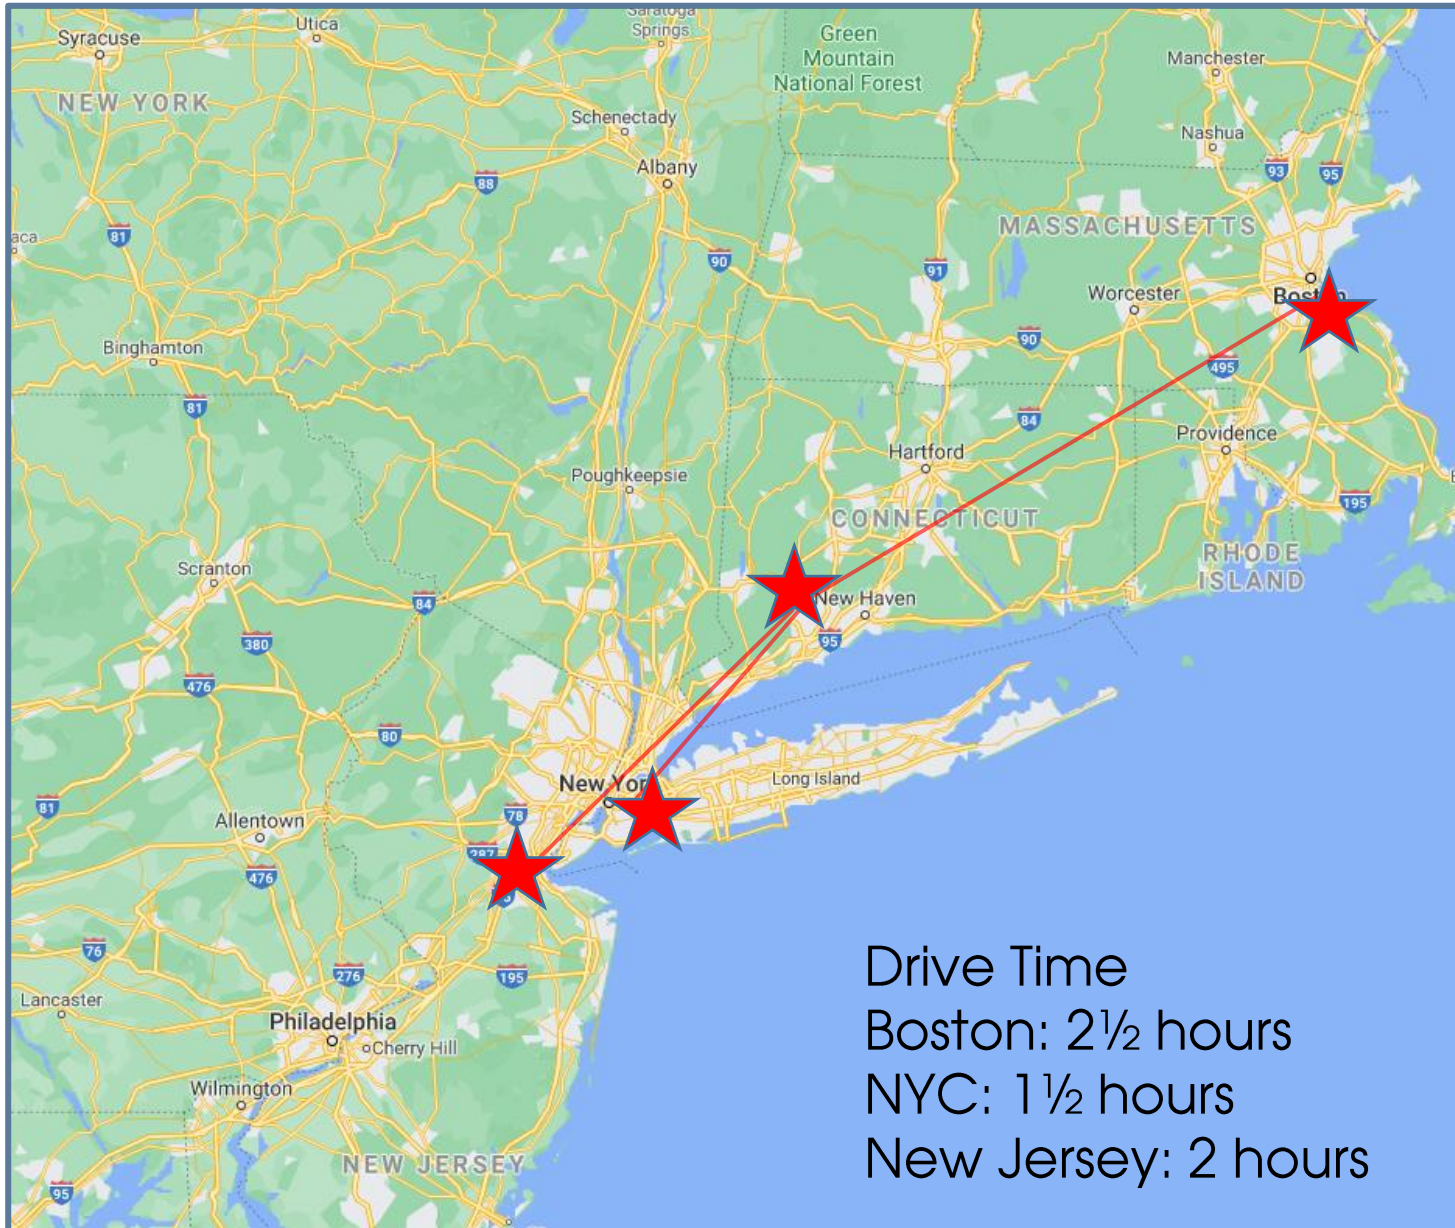 Saratoga
Springs
Utica
Syracuse
Green
Mountain
National Forest
Manchester
NEW YORK
Schenectady
Nashua
Albany
93
95
88
MASSACHUSETTS
81
aca
90
91
Worcester
Boston
90
Binghamton
495
81
84
Providence
Hartford
Poughkeepsie
195
CONNECTICUT
RHODE
ISLAND
Scranton
New Haven
84
95
380
476
80
New York
Long Island
81
78
Allentown
287
476
76
276
195
Lancaster
Philadelphia
Cherry Hill
Wilmington
NEW JERSEY
95
Drive Time
Boston: 2½ hours
NYC: 1½ hours
New Jersey: 2 hours